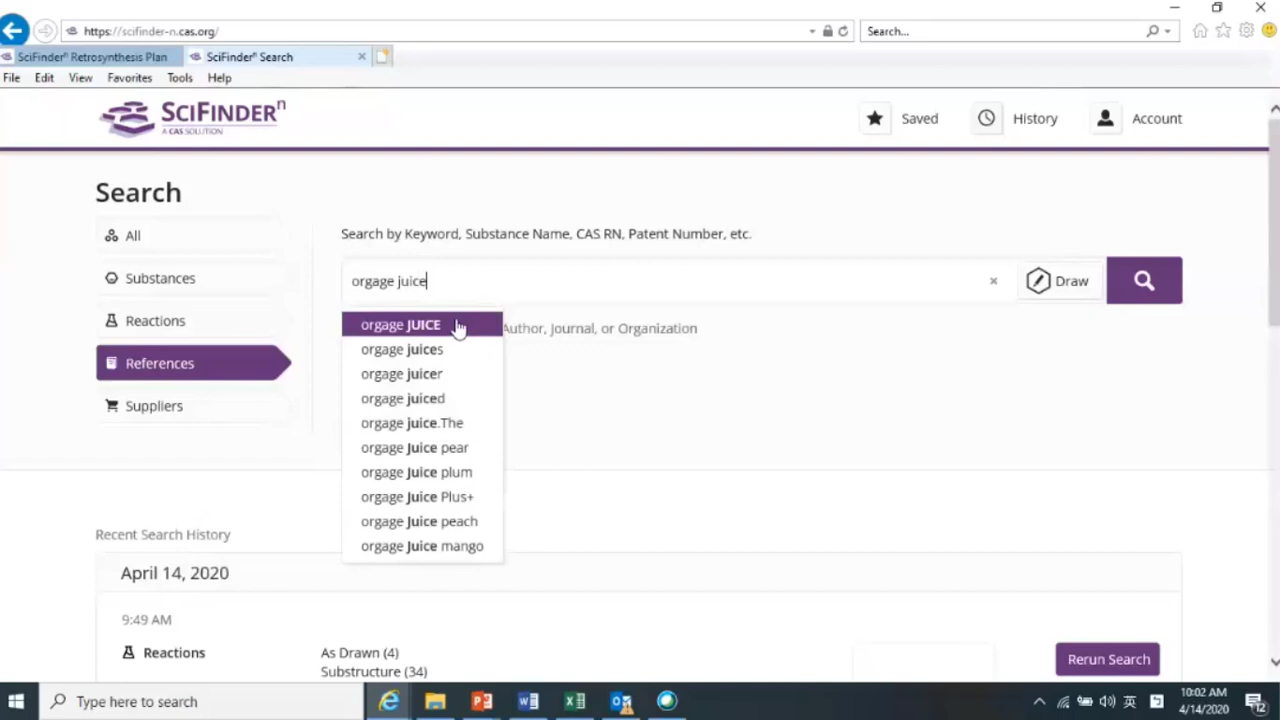 https://scifinder-n.cas.org/
Search...
SciFinderⁿ Retrosynthesis Plan
SciFinderⁿ Search
File Edit View Favorites Tools Help
SCIFINDERⁿ
A CAS SOLUTION
Saved
History
Account
Search
All
Substances
Reactions
References
Suppliers
Search by Keyword, Substance Name, CAS RN, Patent Number, etc.
orgage juice
Draw
Author, Journal, or Organization
orgage JUICE
orgage juices
orgage juicer
orgage juiced
orgage juice.The
orgage Juice pear
orgage Juice plum
orgage Juice Plus+
orgage Juice peach
orgage Juice mango
Recent Search History
April 14, 2020
9:49 AM
Reactions
As Drawn (4)
Substructure (34)
Rerun Search
Type here to search
英
10:02 AM
4/14/2020
12